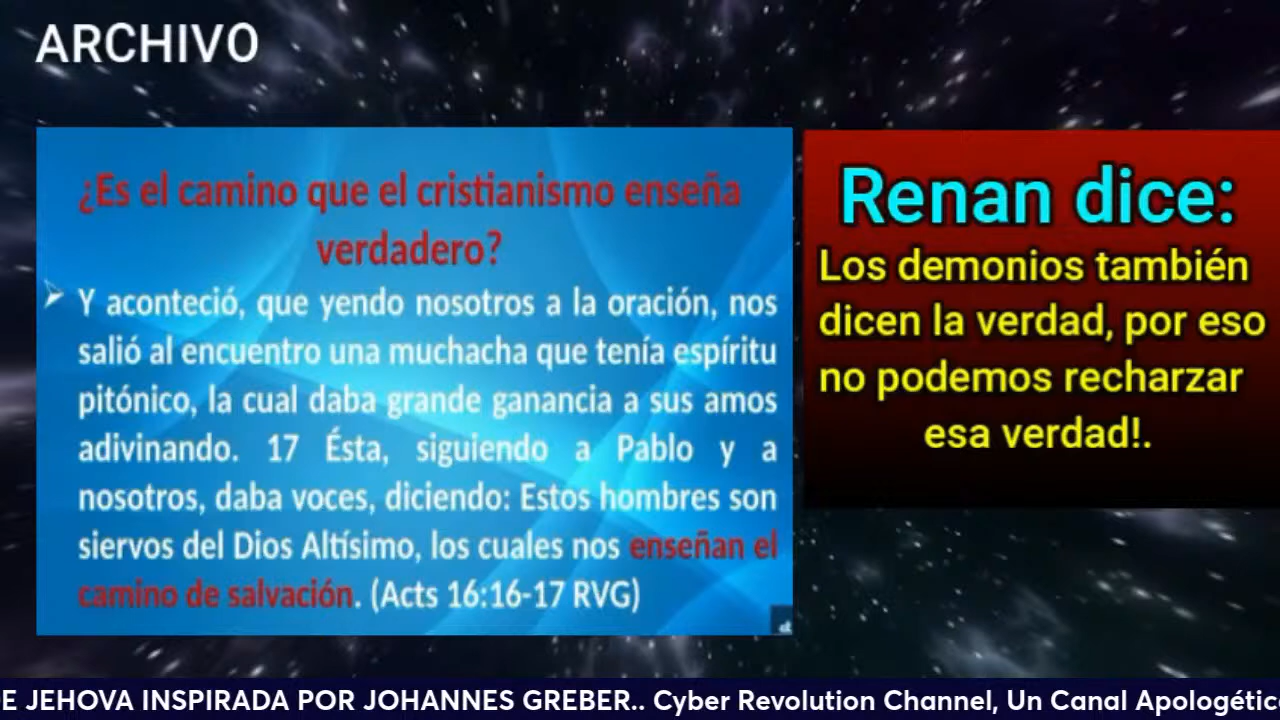 ARCHIVO
¿Es el camino que el cristianismo enseña
verdadero?
Y aconteció, que yendo nosotros a la oración, nos
salió al encuentro una muchacha que tenía espíritu
pitónico, la cual daba grande ganancia a sus amos
adivinando. 17 Ésta, siguiendo a Pablo y a
nosotros, daba voces, diciendo: Estos hombres son
siervos del Dios Altísimo, los cuales nos enseñan el
camino de salvación. (Acts 16:16-17 RVG)
Renan dice:
Los demonios también
dicen la verdad, por eso
no podemos recharzar
esa verdad!.
DE JEHOVA INSPIRADA POR JOHANNES GREBER.. Cyber Revolution Channel, Un Canal Apologétic